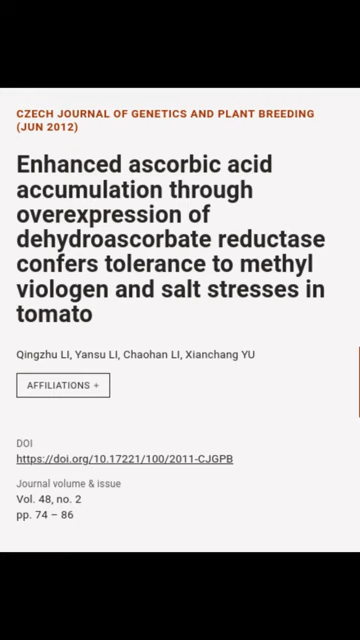 CZECH JOURNAL OF GENETICS AND PLANT BREEDING
(JUN 2012)
Enhanced ascorbic acid
accumulation through
overexpression of
dehydroascorbate reductase
confers tolerance to methyl
viologen and salt stresses in
tomato
Qingzhu LI, Yansu LI, Chaohan LI, Xianchang YU
AFFILIATIONS +
DOI
https://doi.org/10.17221/100/2011-CJGPB
Journal volume & issue
Vol. 48, no. 2
pp. 74 – 86